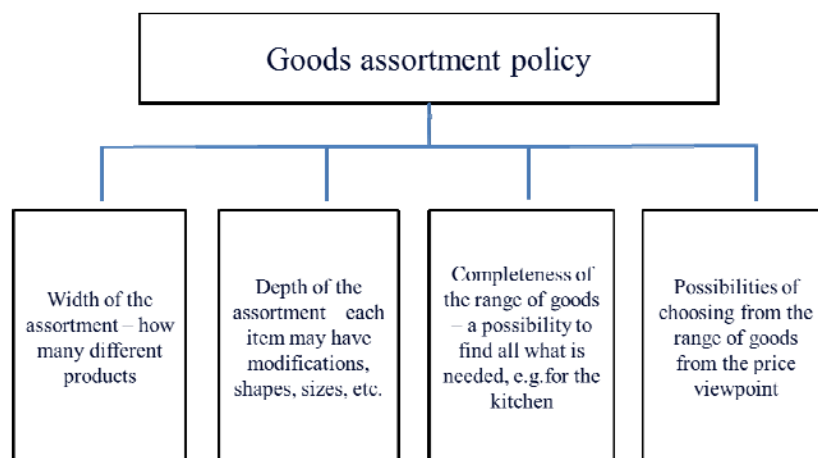 Goods assortment policy
Width of the
assortment – how
many different
products
Depth of the
assortment each
item may have
modifications,
shapes, sizes, etc.
Completeness of
the range of goods
– a possibility to
find all what is
needed, e.g.for the
kitchen
Possibilities of
choosing from the
range of goods
from the price
viewpoint